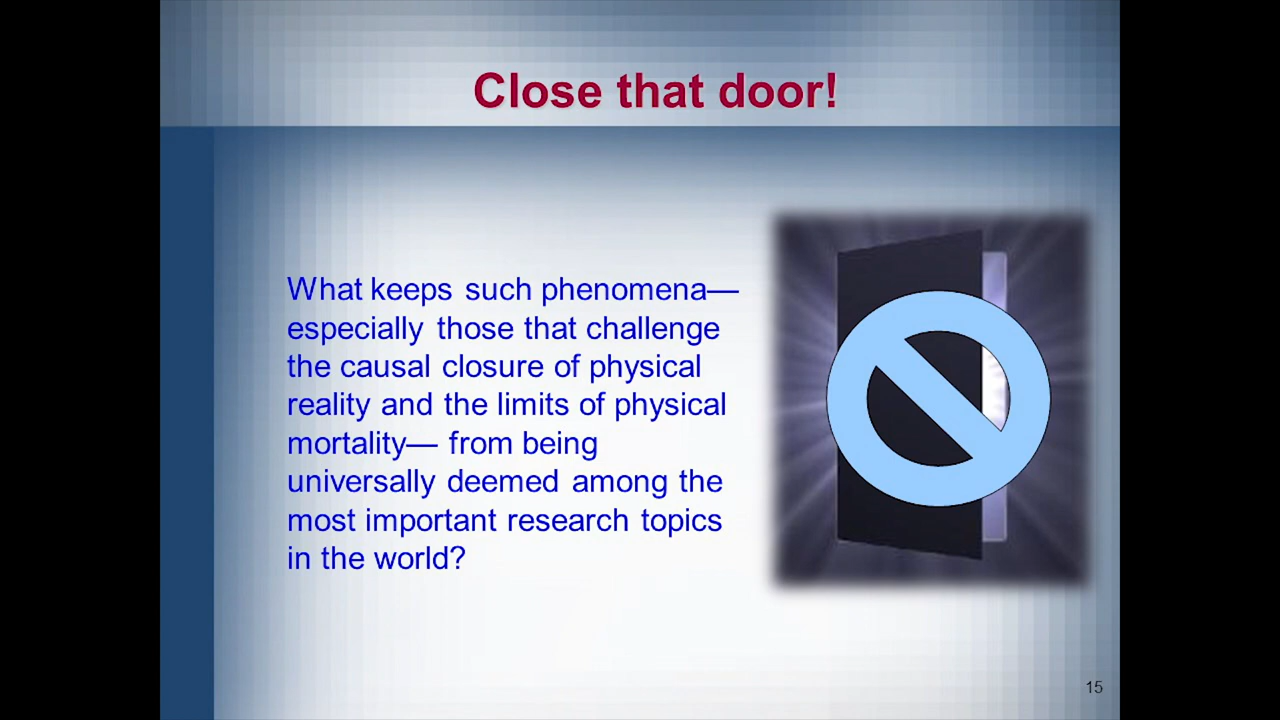 Close that door!
What keeps such phenomena—
especially those that challenge
the causal closure of physical
reality and the limits of physical
mortality— from being
universally deemed among the
most important research topics
in the world?
15